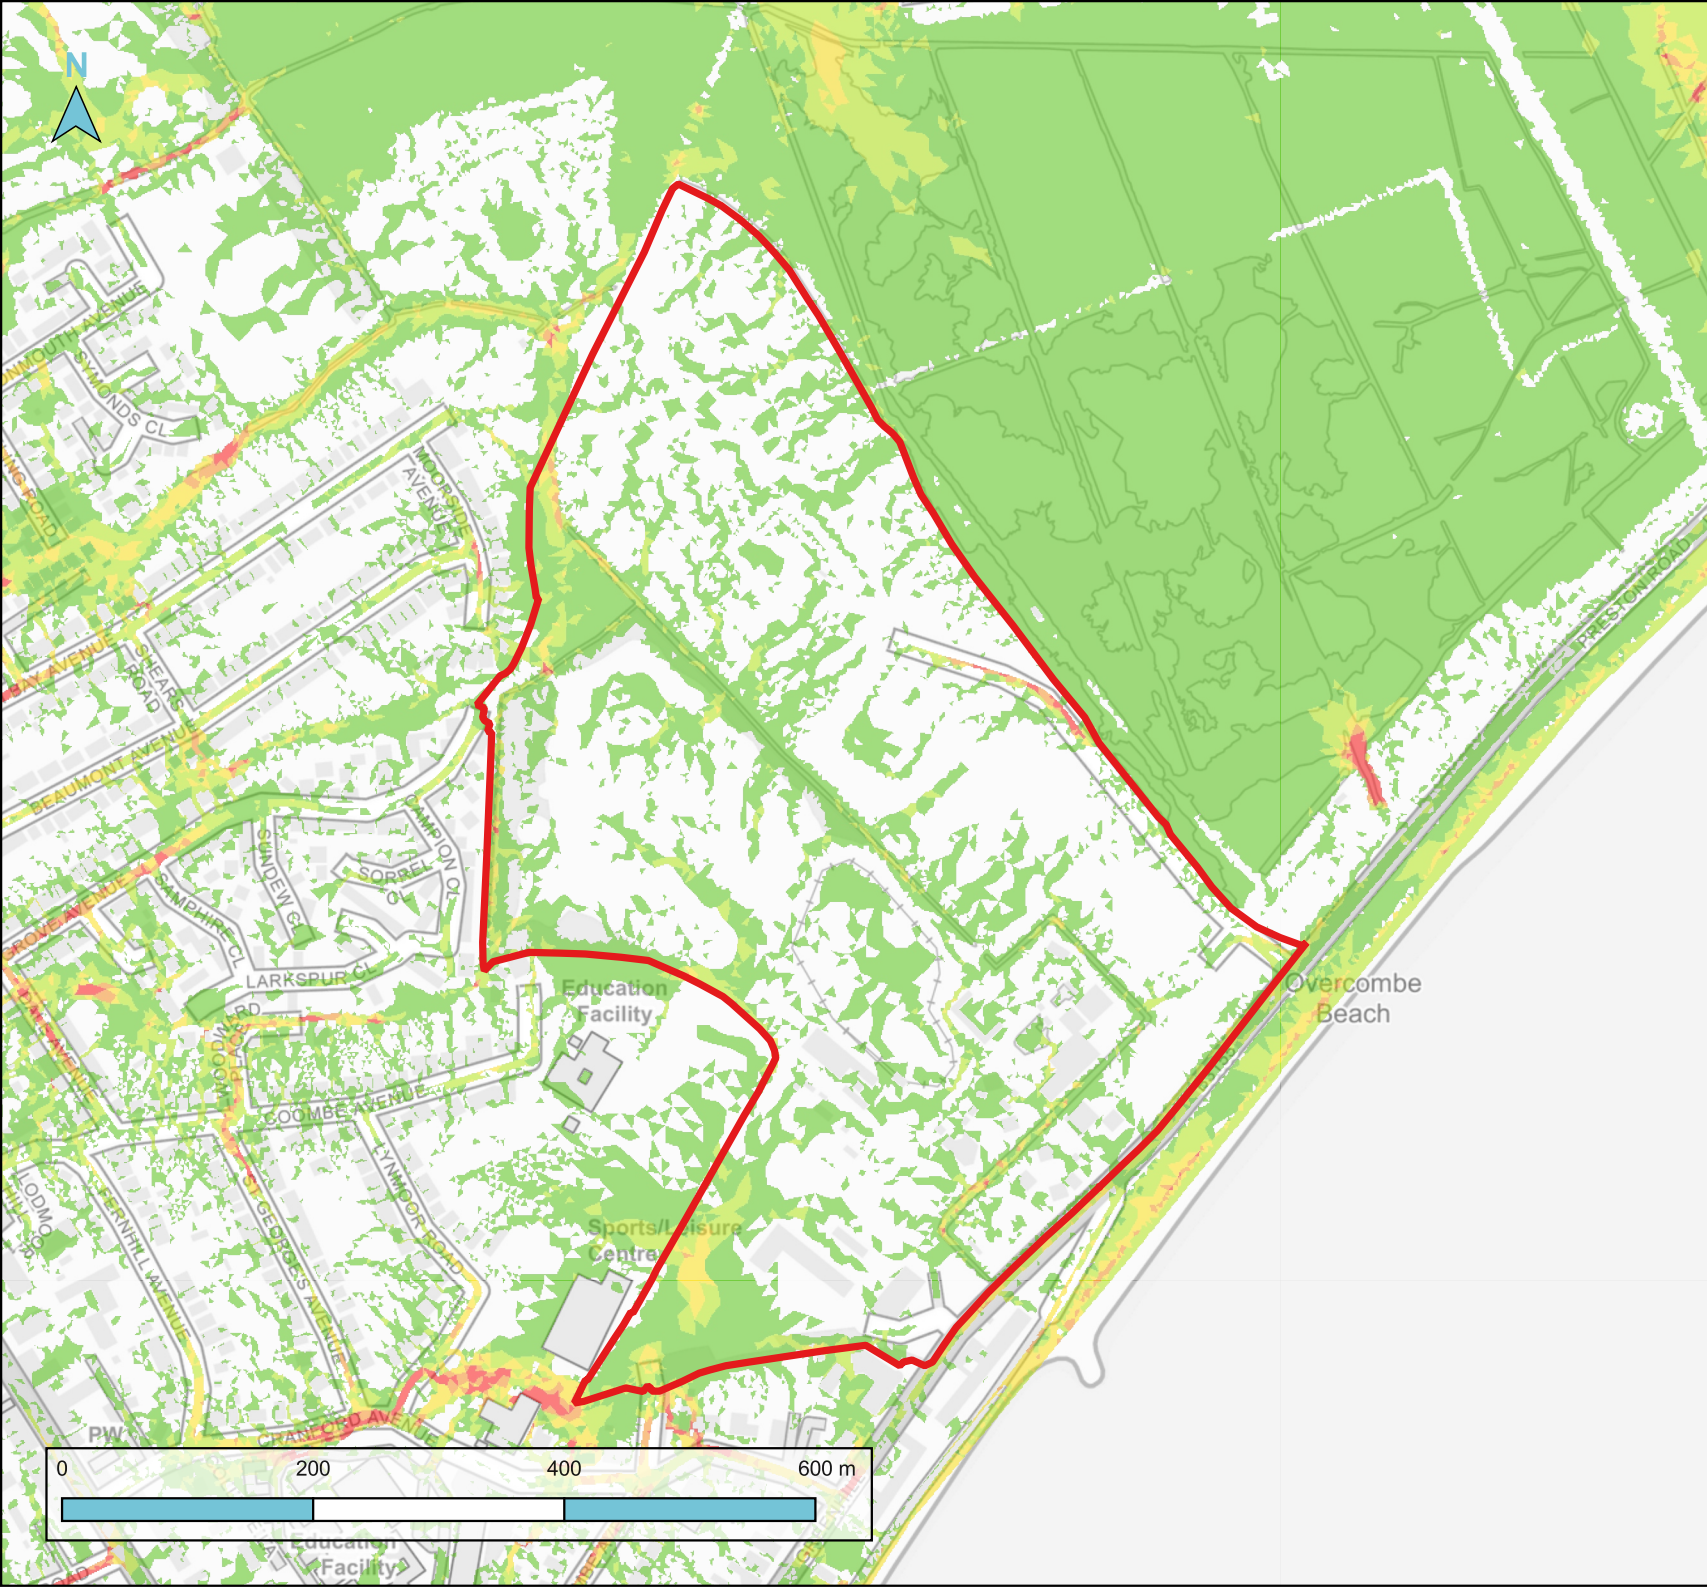 N
SYMONDS CL
MOORSIDE
AVENUE
PRESTON ROAD
BAY AVENUE
SHEARS
ROAD
BEAUMONT AVENUE
CAMPION CL
SUNDEW CL
SORREL
CL
SAMPHIRE CL
GROVE AVENUE
LARKSPUR CL
WOODWARD
PLACE
Education
Facility
Overcombe
Beach
COOMBE AVENUE
LYNMOOR ROAD
FERNHILL AVENUE
ST GEORGE'S AVENUE
Sports/Leisure
Centre
CRANFORD AVENUE
PW
0 200 400 600 m
Education
Facility